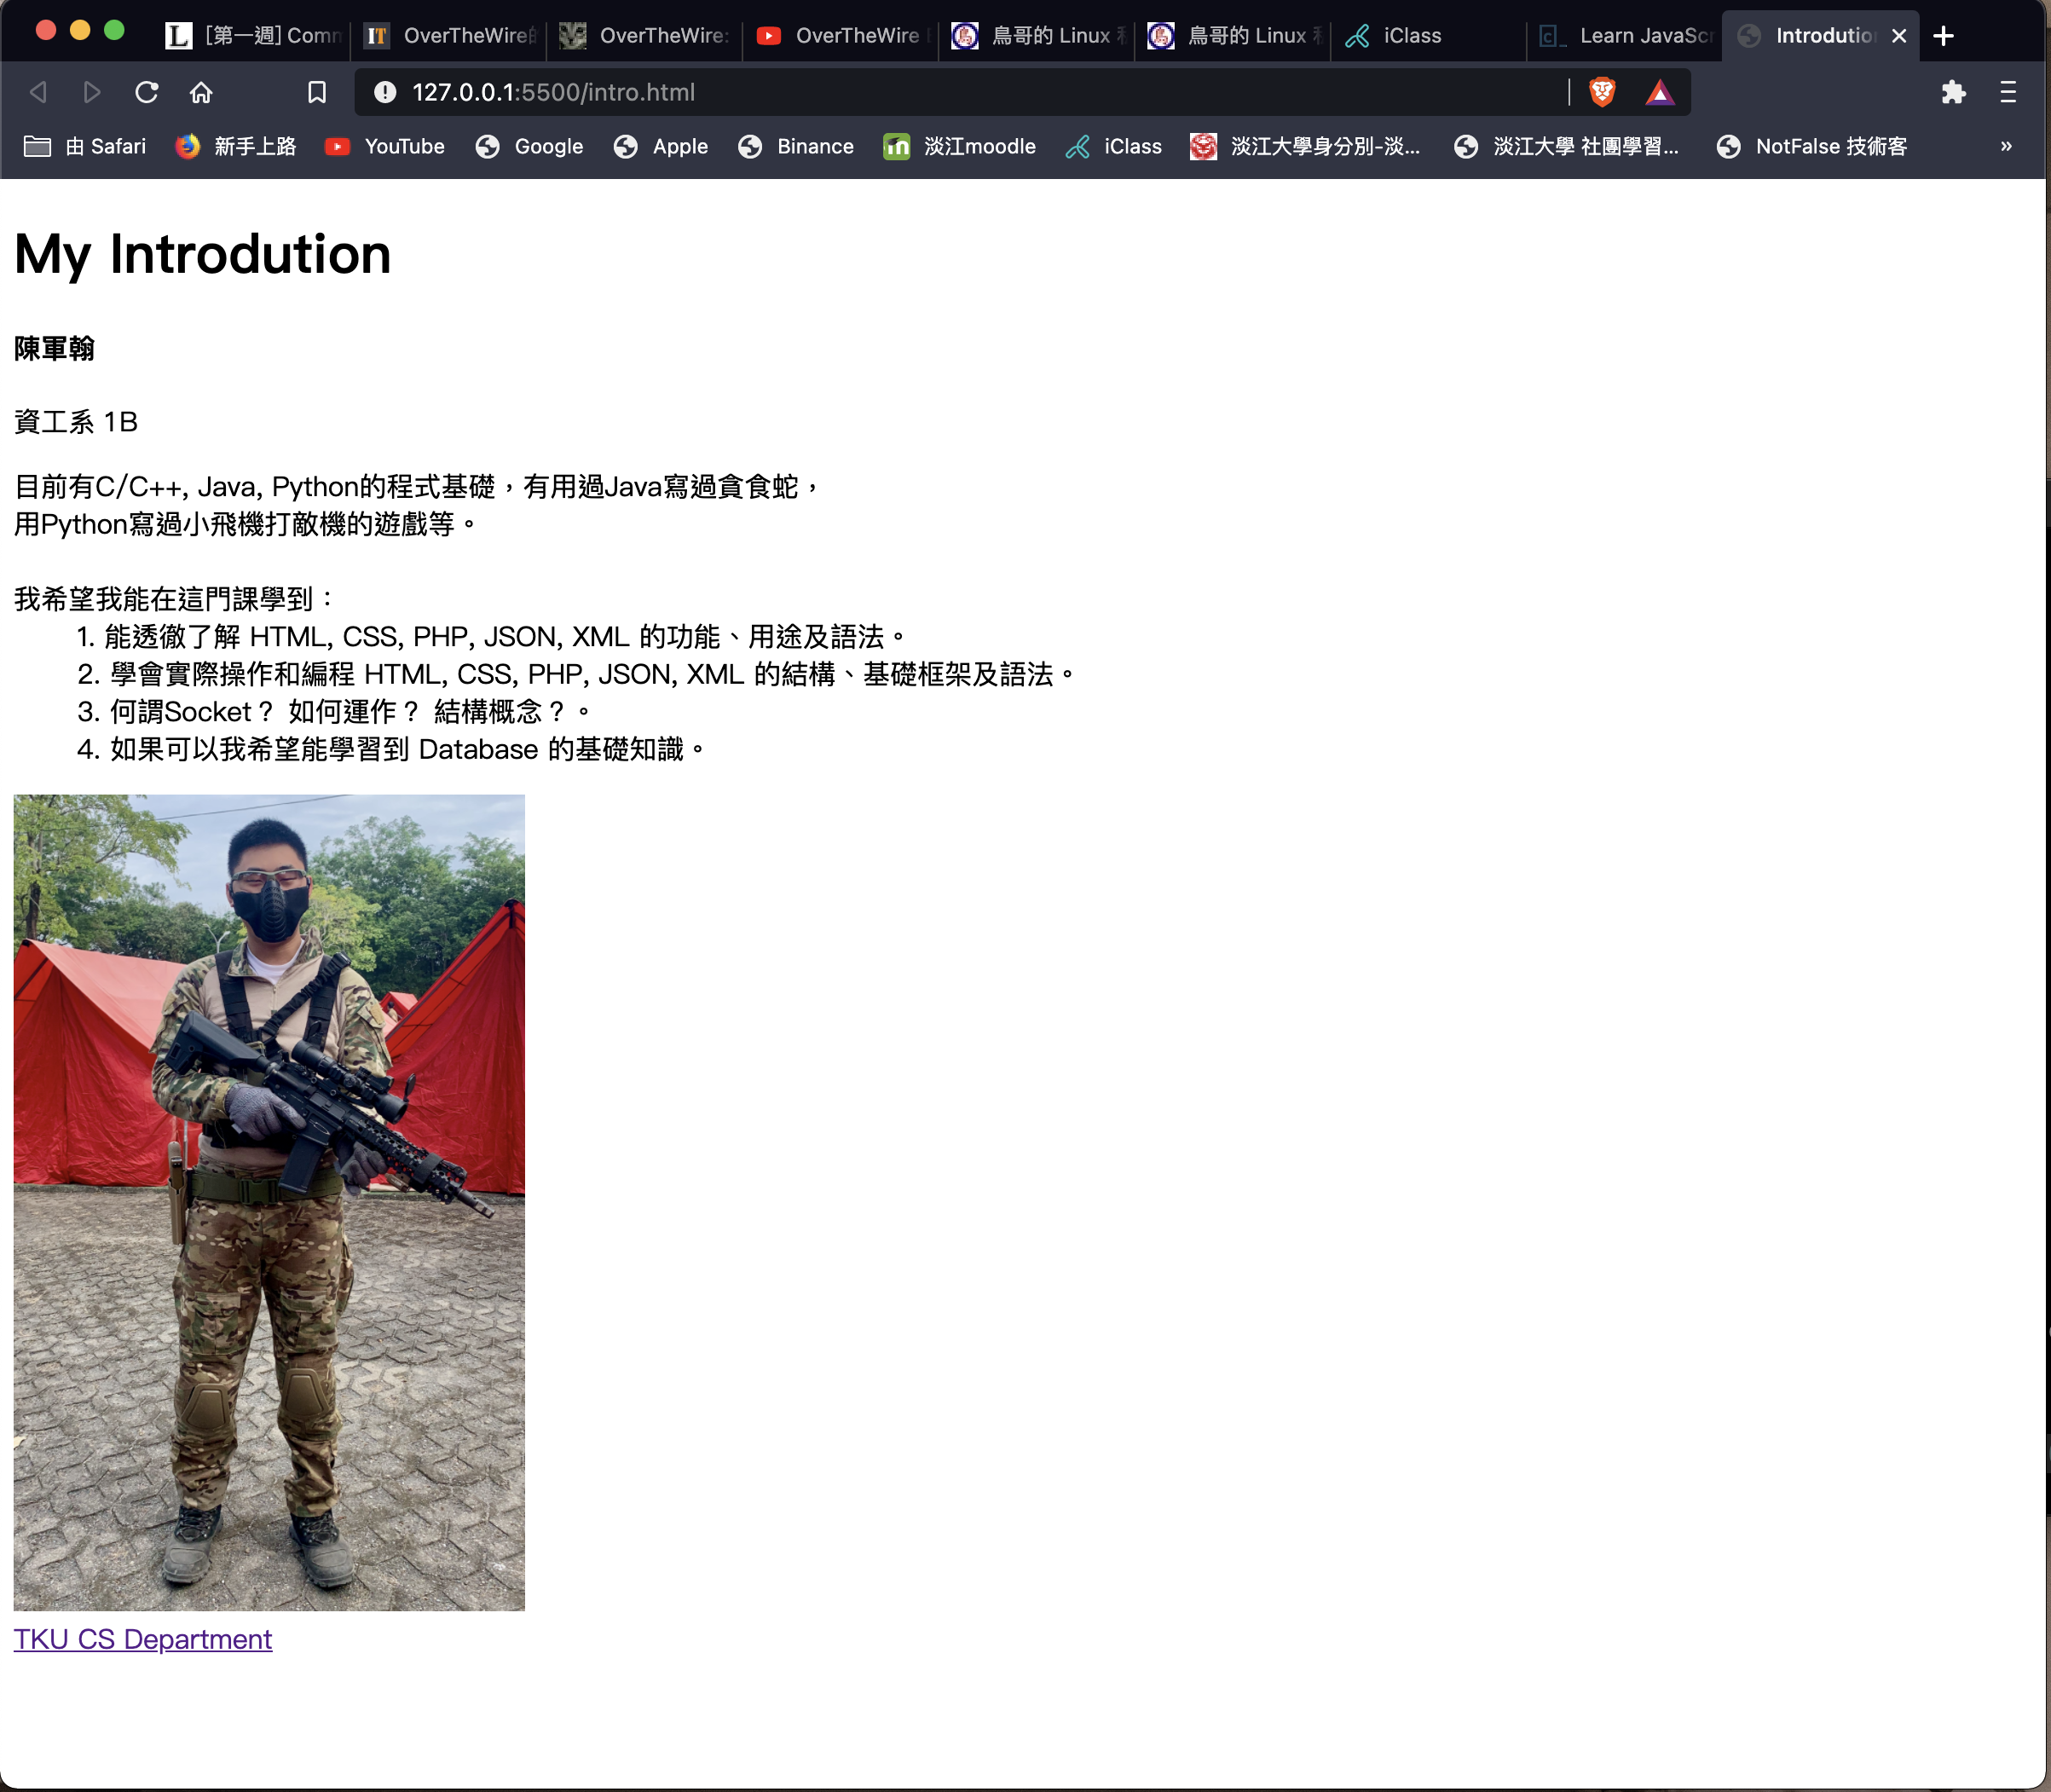 [第一週] Comm
OverTheWire
OverTheWire:
OverTheWire
鳥哥的 Linux
鳥哥的 Linux
iClass
Learn JavaScr
Introdution
127.0.0.1:5500/intro.html
由 Safari
新手上路
YouTube
Google
Apple
Binance
淡江moodle
iClass
淡江大學身分別-淡...
淡江大學 社團學習...
NotFalse 技術客
»
My Introdution
陳軍翰
資工系 1B
目前有C/C++, Java, Python的程式基礎，有用過Java寫過貪食蛇，
用Python寫過小飛機打敵機的遊戲等。
我希望我能在這門課學到：
1. 能透徹了解 HTML, CSS, PHP, JSON, XML 的功能、用途及語法。
2. 學會實際操作和編程 HTML, CSS, PHP, JSON, XML 的結構、基礎框架及語法。
3. 何謂Socket？ 如何運作？ 結構概念？。
4. 如果可以我希望能學習到 Database 的基礎知識。
TKU CS Department